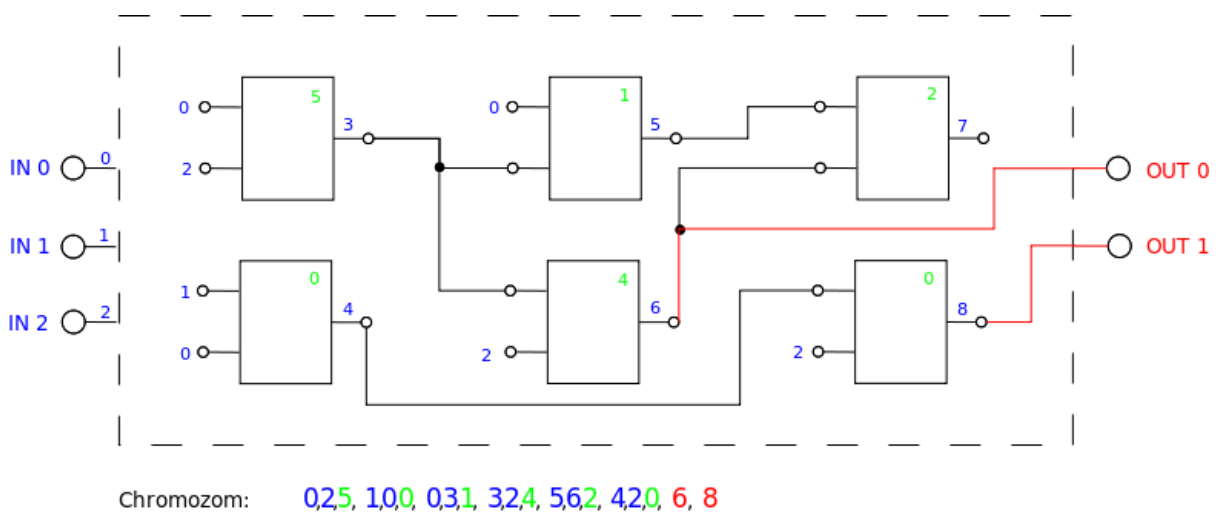 5 1 2
0 0 7
3 5
IN 0 0 2 OUT 0
IN 1 1 OUT 1
0 4 0
1
IN 2 2 4 6 8
0 2 2
Chromozom: 0,2,5, 1,0,0, 0,3,1, 3,2,4, 5,6,2, 4,2,0, 6, 8